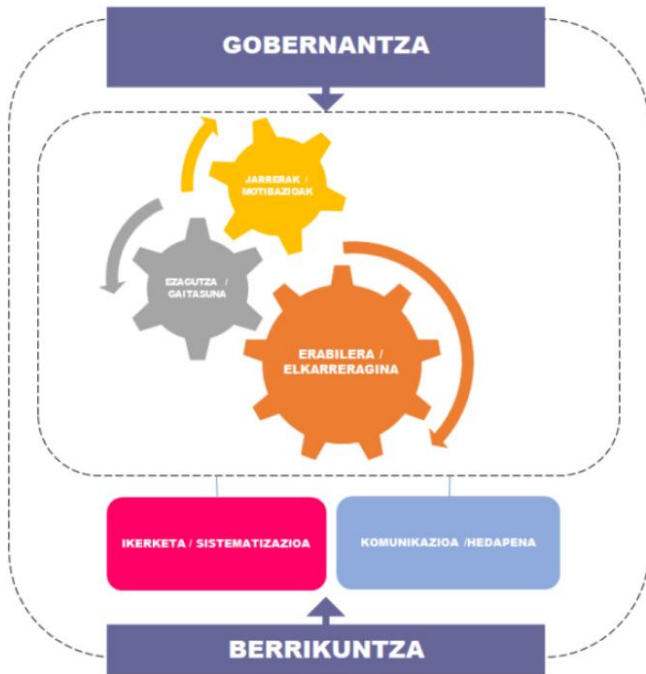 GOBERNANTZA
JARRERAK /
MOTIBAZIOAK
EZAGUTZA /
GAITASUNA
ERABILERA /
ELKARRERAGINA
IKERKETA / SISTEMATIZAZIOA
KOMUNIKAZIOA /HEDAPENA
BERRIKUNTZA